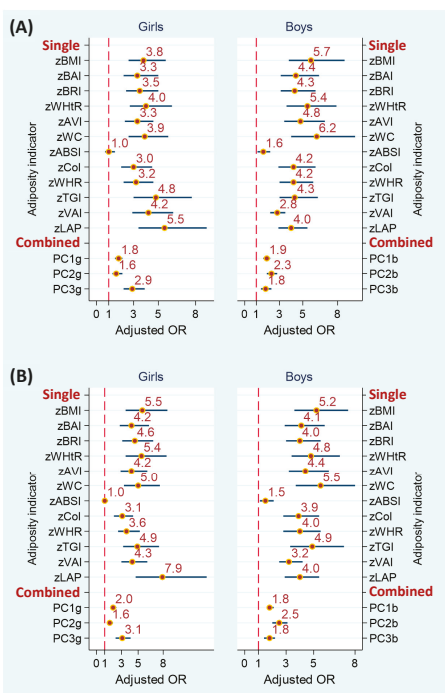 (A)
Girls Boys
Single Single
zBMI 3.8 5.7 zBMI
zBAI 3.3 4.4 zBAI
zBRI 3.5 4.3 zBRI
zWHtR 4.0 5.4 zWHtR
zAVI 3.3 4.8 zAVI
zWC 3.9 6.2 zWC
zABSI 1.0 1.6 zABSI
zCoI 3.0 4.2 zCoI
zWHR 3.2 4.2 zWHR
zTGI 4.8 4.3 zTGI
zVAI 4.2 2.8 zVAI
zLAP 5.5 4.0 zLAP
Combined Combined
PC1g 1.8 1.9 PC1b
PC2g 1.6 2.3 PC2b
PC3g 2.9 1.8 PC3b
Adiposity indicator Adiposity indicator
0 1 3 5 8 0 1 3 5 8
Adjusted OR Adjusted OR
(B)
Girls Boys
Single Single
zBMI 5.5 5.2 zBMI
zBAI 4.2 4.1 zBAI
zBRI 4.6 4.0 zBRI
zWHtR 5.4 4.8 zWHtR
zAVI 4.2 4.4 zAVI
zWC 5.0 5.5 zWC
zABSI 1.0 1.5 zABSI
zCoI 3.1 3.9 zCoI
zWHR 3.6 4.0 zWHR
zTGI 4.9 4.9 zTGI
zVAI 4.3 3.2 zVAI
zLAP 7.9 4.0 zLAP
Combined Combined
PC1g 2.0 1.8 PC1b
PC2g 1.6 2.5 PC2b
PC3g 3.1 1.8 PC3b
Adiposity indicator Adiposity indicator
0 1 3 5 8 0 1 3 5 8
Adjusted OR Adjusted OR